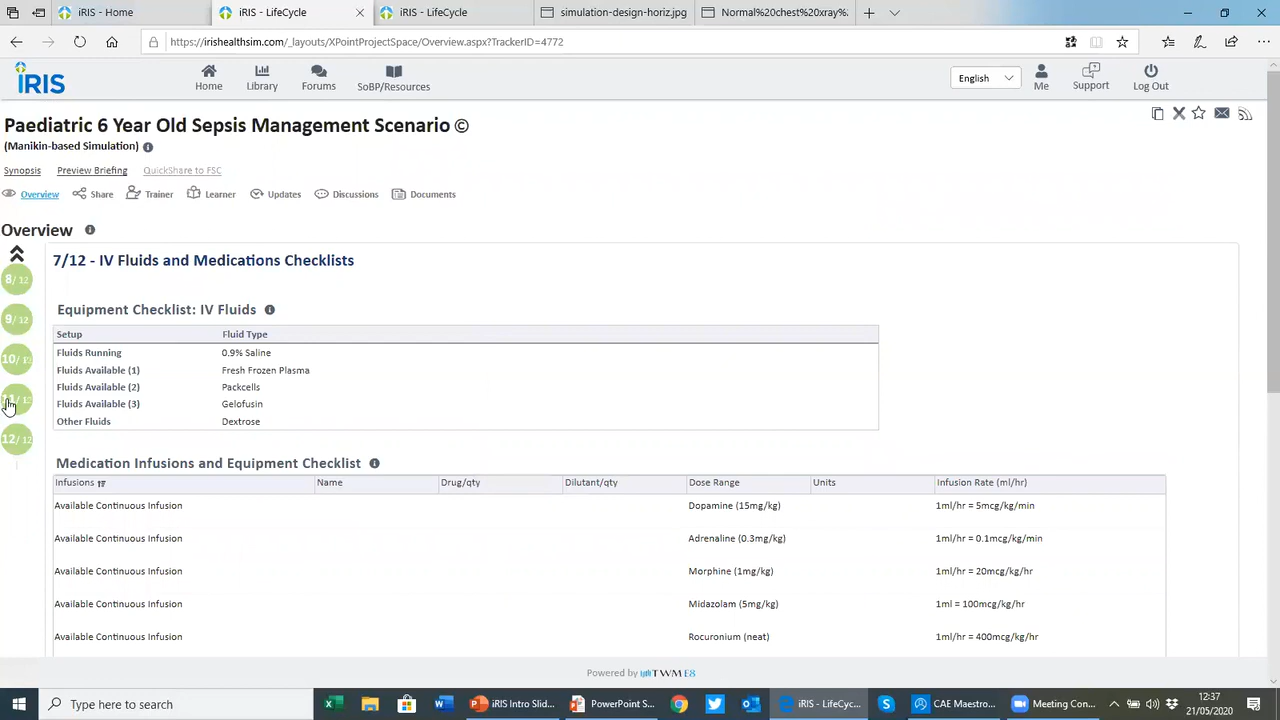 iRIS - Home
iRIS - LifeCycle
iRIS - LifeCycle
simulation-design-horiz.jpg
Normal%20chest%20xray%:
https://irishealthsim.com/_layouts/XPointProjectSpace/Overview.aspx?TrackerID=4772
iRIS
Home
Library
Forums
SoBP/Resources
English
Me
Support
Log Out
Paediatric 6 Year Old Sepsis Management Scenario ©
(Manikin-based Simulation)
Synopsis
Preview Briefing
QuickShare to FSC
Overview
Share
Trainer
Learner
Updates
Discussions
Documents
Overview
7/12 - IV Fluids and Medications Checklists
8/ 12
9/ 12
10/ 12
11/ 12
12/ 12
Equipment Checklist: IV Fluids
Setup Fluid Type
Fluids Running 0.9% Saline
Fluids Available (1) Fresh Frozen Plasma
Fluids Available (2) Packcells
Fluids Available (3) Gelofusin
Other Fluids Dextrose
Medication Infusions and Equipment Checklist
Infusions Name Drug/qty Dilutant/qty Dose Range Units Infusion Rate (ml/hr)
Available Continuous Infusion Dopamine (15mg/kg) 1ml/hr = 5mcg/kg/min
Available Continuous Infusion Adrenaline (0.3mg/kg) 1ml/hr = 0.1mcg/kg/min
Available Continuous Infusion Morphine (1mg/kg) 1ml/hr = 20mcg/kg/hr
Available Continuous Infusion Midazolam (5mg/kg) 1ml = 100mcg/kg/hr
Available Continuous Infusion Rocuronium (neat) 1ml/hr = 400mcg/kg/hr
Powered by TWM E8
Type here to search
iRIS Intro Slid...
PowerPoint S...
iRIS - LifeCyc...
CAE Maestro...
Meeting Con...
12:37
21/05/2020